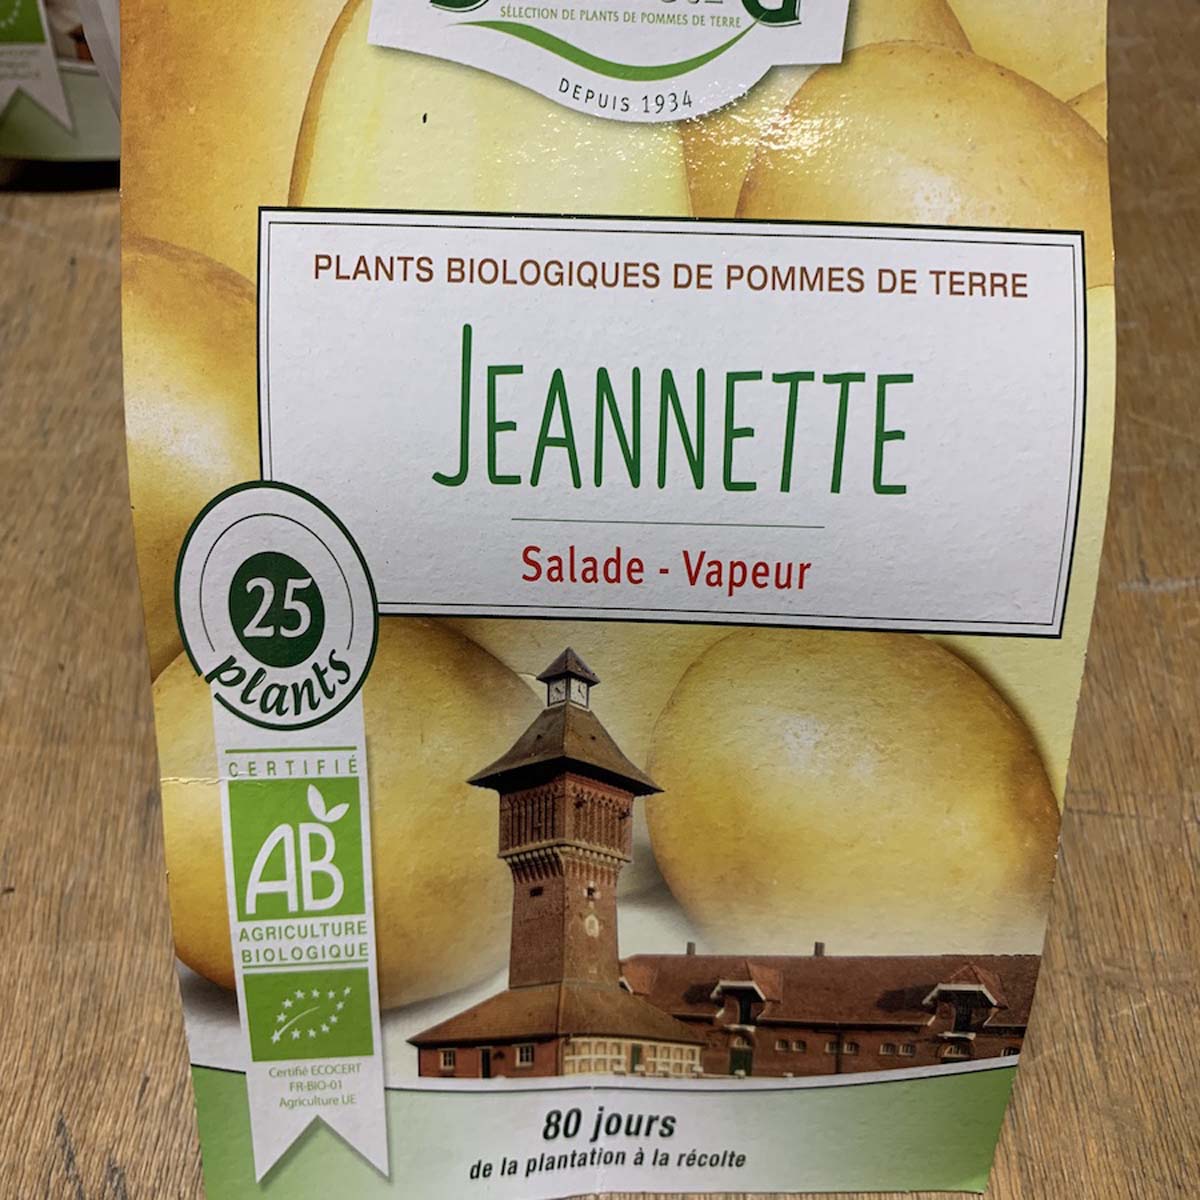 SÉLECTION DE PLANTS DE POMMES DE TERRE
DEPUIS 1934
PLANTS BIOLOGIQUES DE POMMES DE TERRE
JEANNETTE
Salade - Vapeur
25
plants
CERTIFIÉ
AB
AGRICULTURE
BIOLOGIQUE
Certifié ECOCERT
FR-BIO-01
Agriculture UE
80 jours
de la plantation à la récolte